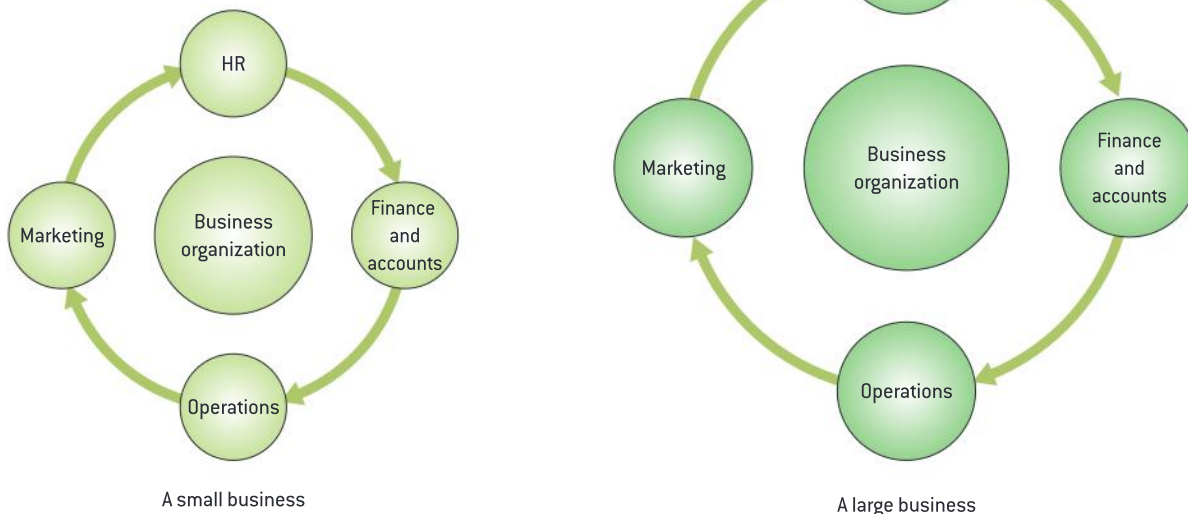 HR
Marketing
Business
organization
Finance
and
accounts
Operations
A small business
Marketing
Business
organization
Finance
and
accounts
Operations
A large business